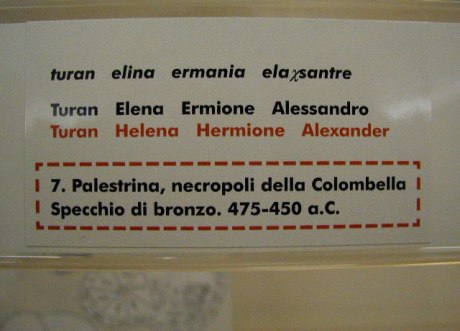 turan elina ermania elaχsantre
Turan Elena Ermione Alessandro
Turan Helena Hermione Alexander
7. Palestrina, necropoli della Colombella
Specchio di bronzo. 475-450 a.C.